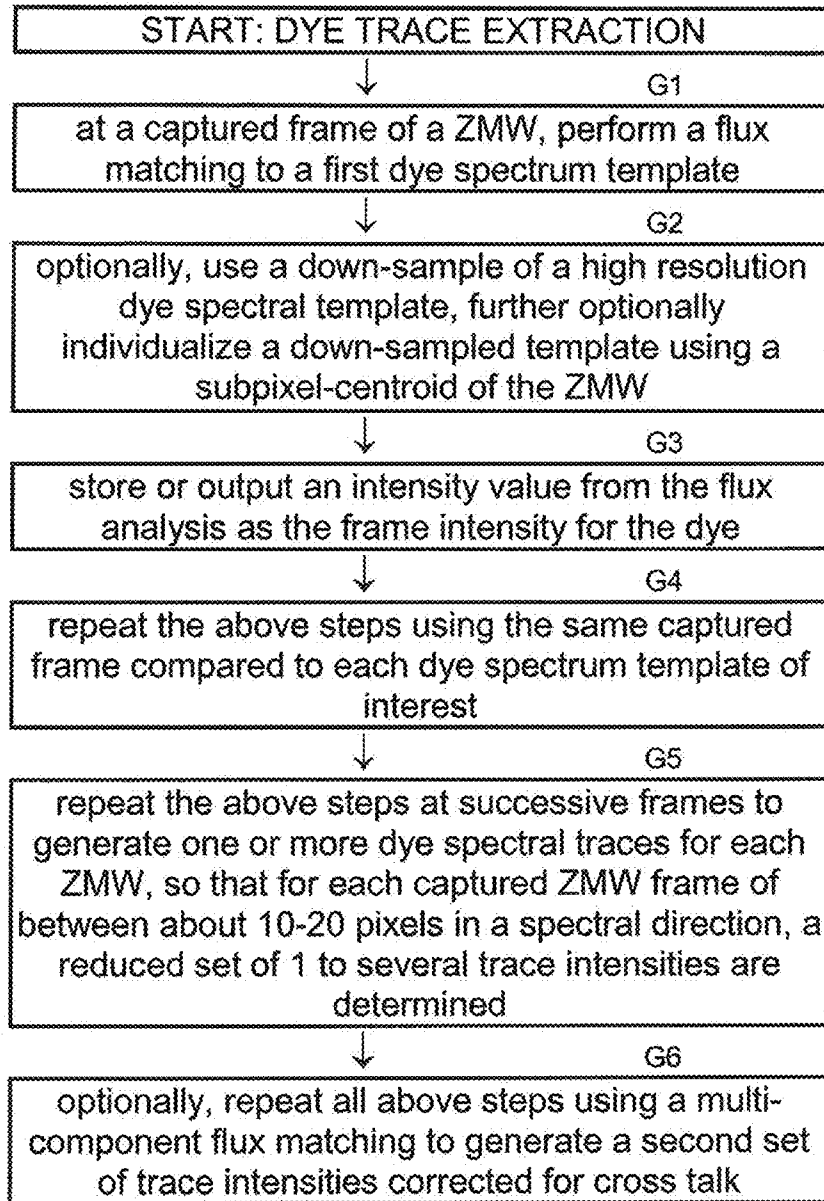 START: DYE TRACE EXTRACTION
↓ G1
at a captured frame of a ZMW, perform a flux
matching to a first dye spectrum template
↓ G2
optionally, use a down-sample of a high resolution
dye spectral template, further optionally
individualize a down-sampled template using a
subpixel-centroid of the ZMW
↓ G3
store or output an intensity value from the flux
analysis as the frame intensity for the dye
↓ G4
repeat the above steps using the same captured
frame compared to each dye spectrum template of
interest
↓ G5
repeat the above steps at successive frames to
generate one or more dye spectral traces for each
ZMW, so that for each captured ZMW frame of
between about 10-20 pixels in a spectral direction, a
reduced set of 1 to several trace intensities are
determined
↓ G6
optionally, repeat all above steps using a multi-
component flux matching to generate a second set
of trace intensities corrected for cross talk